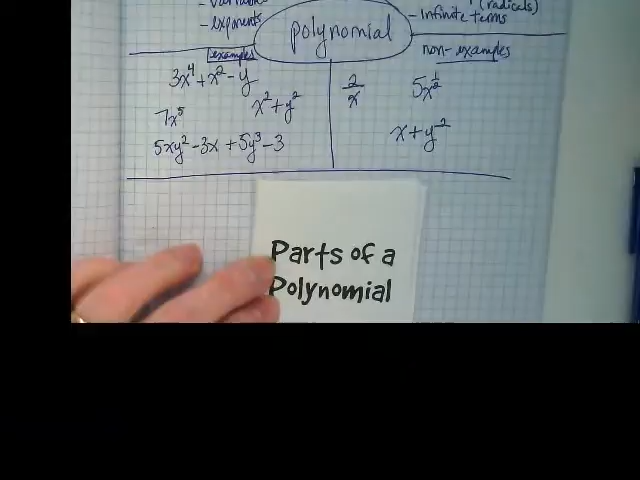 - exponents
polynomial
(radicals)
- Infinite terms
examples
3x⁴ + x² - y
x² + y²
7x⁵
5xy² - 3x + 5y³ - 3
non-examples
2/x
5x^½
x + y⁻²
Parts of a
Polynomial